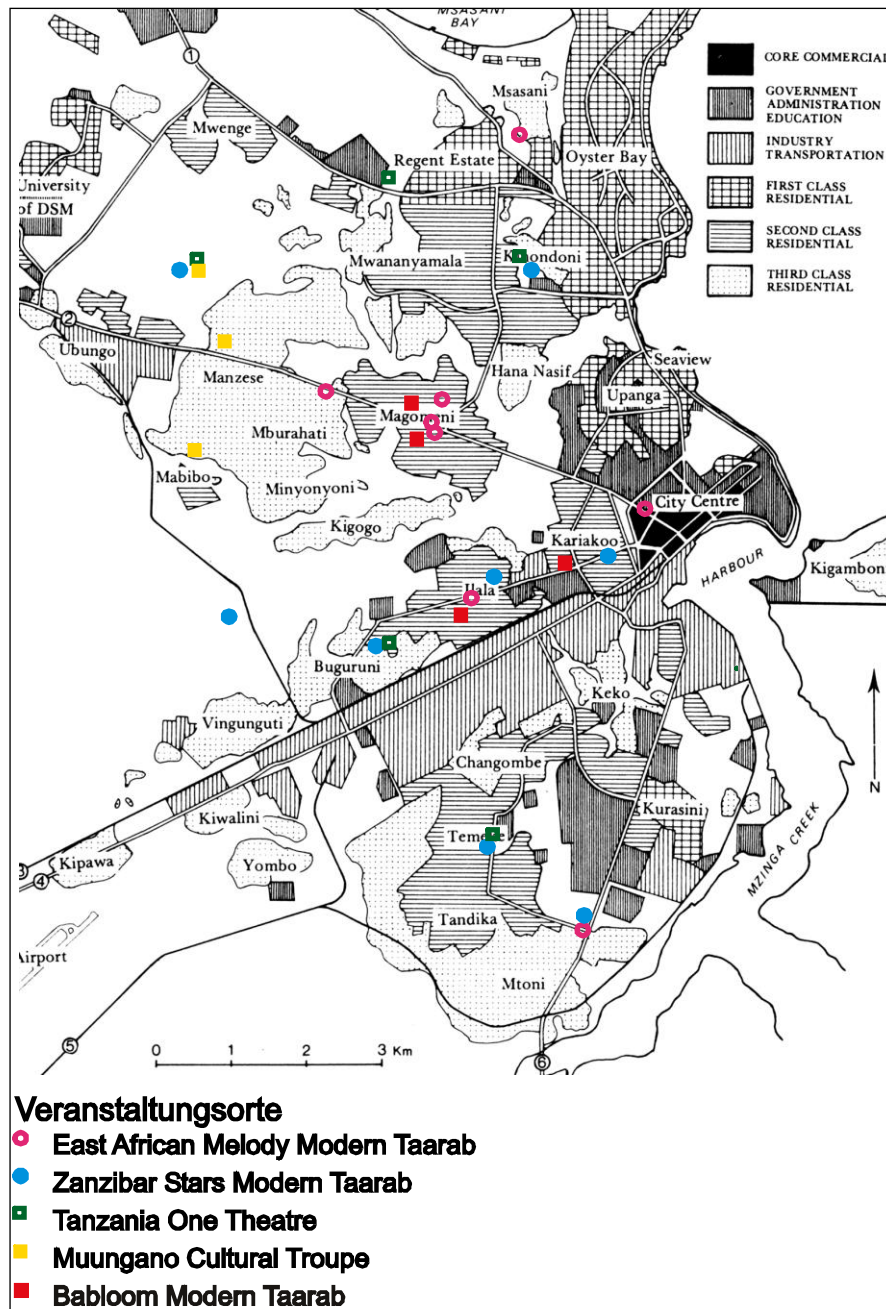 MSASANI
BAY
1
Msasani
Mwenge
Regent Estate
Oyster Bay
University
of DSM
Mwananyamala
Kinondoni
2
Ubungo
Manzese
Hana Nasif
Seaview
Upanga
Magomeni
Mburahati
Mabibo
Minyonyoni
City Centre
Kigogo
Kariakoo
HARBOUR
Kigamboni
Ilala
Buguruni
Keko
Vingunguti
Changombe
N
Kiwalini
Kurasini
Temeke
MZINGA CREEK
Kipawa
Yombo
3
4
Tandika
Airport
Mtoni
5
6
0 1 2 3 Km
CORE COMMERCIAL
GOVERNMENT
ADMINISTRATION
EDUCATION
INDUSTRY
TRANSPORTATION
FIRST CLASS
RESIDENTIAL
SECOND CLASS
RESIDENTIAL
THIRD CLASS
RESIDENTIAL
Veranstaltungsorte
East African Melody Modern Taarab
Zanzibar Stars Modern Taarab
Tanzania One Theatre
Muungano Cultural Troupe
Babloom Modern Taarab